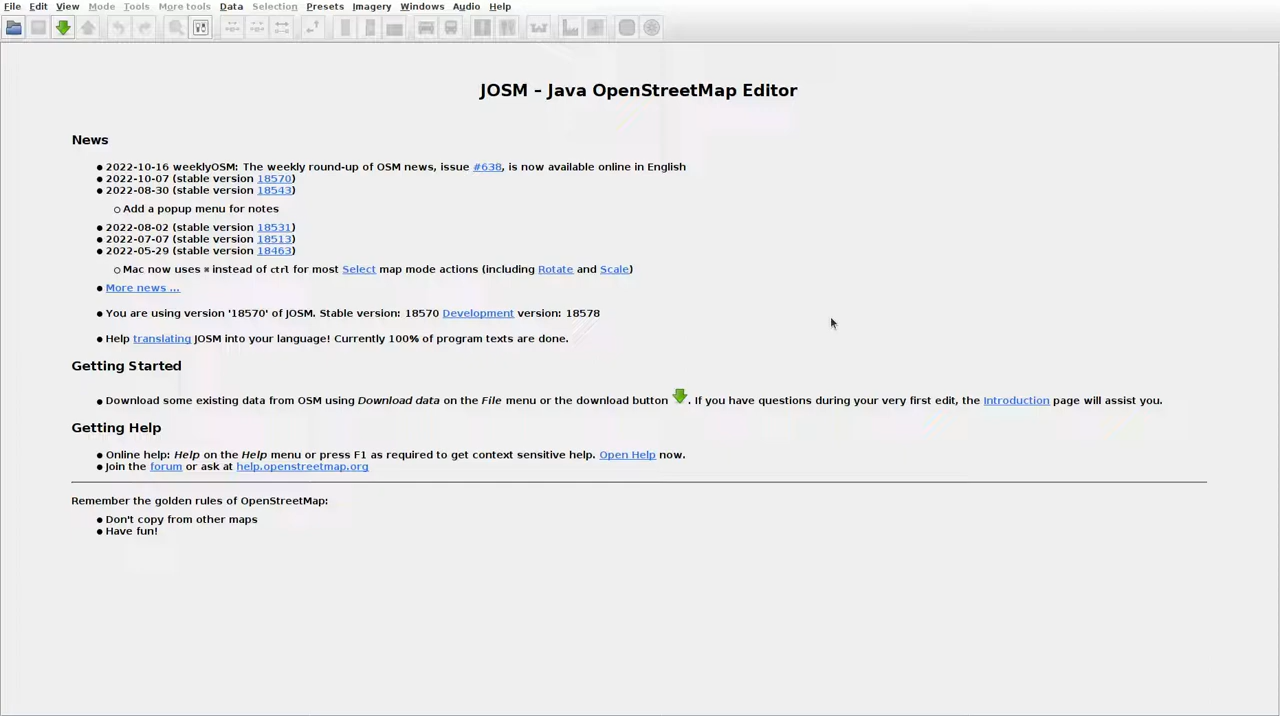 File Edit View Mode Tools More tools Data Selection Presets Imagery Windows Audio Help
JOSM – Java OpenStreetMap Editor
News
2022-10-16 weeklyOSM: The weekly round-up of OSM news, issue #638, is now available online in English
2022-10-07 (stable version 18570)
2022-08-30 (stable version 18543)
Add a popup menu for notes
2022-08-02 (stable version 18531)
2022-07-07 (stable version 18513)
2022-05-29 (stable version 18463)
Mac now uses ⌘ instead of ctrl for most Select map mode actions (including Rotate and Scale)
More news ...
You are using version '18570' of JOSM. Stable version: 18570 Development version: 18578
Help translating JOSM into your language! Currently 100% of program texts are done.
Getting Started
Download some existing data from OSM using Download data on the File menu or the download button . If you have questions during your very first edit, the Introduction page will assist you.
Getting Help
Online help: Help on the Help menu or press F1 as required to get context sensitive help. Open Help now.
Join the forum or ask at help.openstreetmap.org
Remember the golden rules of OpenStreetMap:
Don't copy from other maps
Have fun!